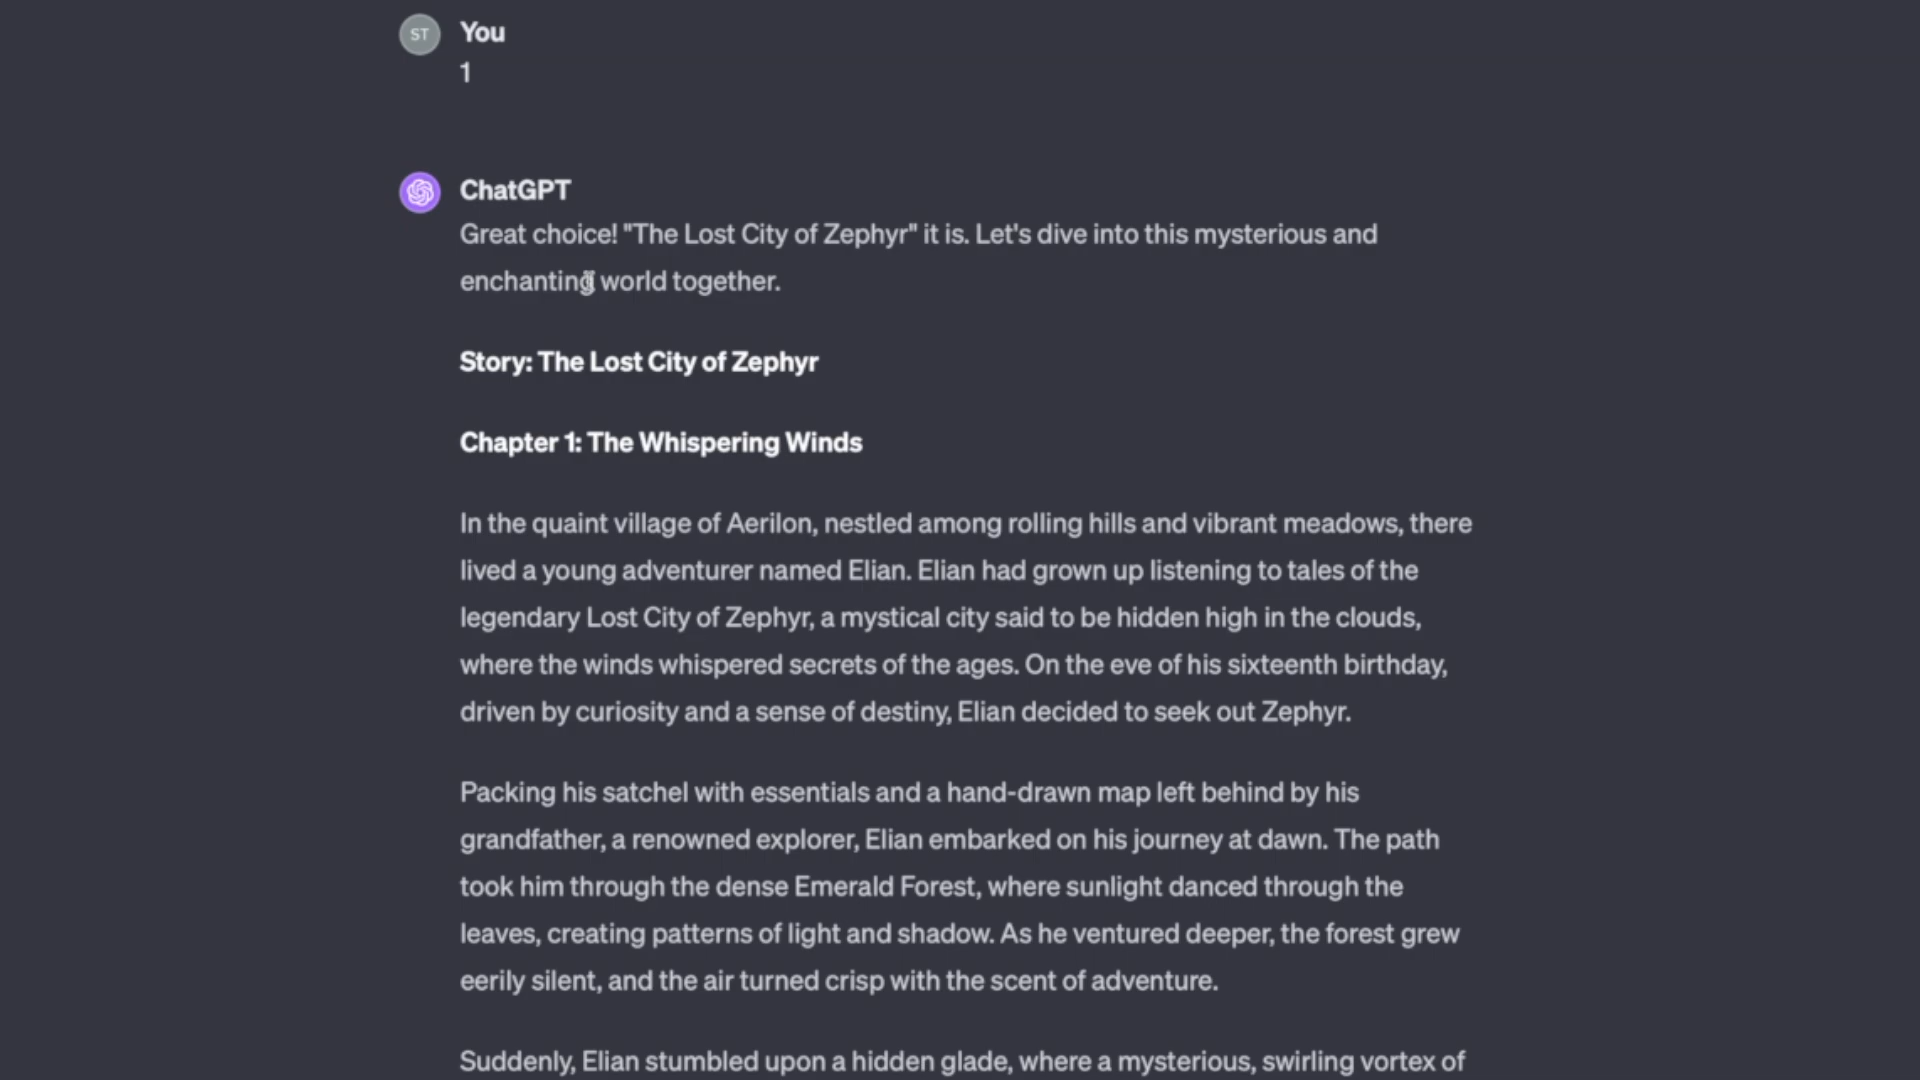 ST
You
1
ChatGPT
Great choice! "The Lost City of Zephyr" it is. Let's dive into this mysterious and
enchanting world together.
Story: The Lost City of Zephyr
Chapter 1: The Whispering Winds
In the quaint village of Aerilon, nestled among rolling hills and vibrant meadows, there
lived a young adventurer named Elian. Elian had grown up listening to tales of the
legendary Lost City of Zephyr, a mystical city said to be hidden high in the clouds,
where the winds whispered secrets of the ages. On the eve of his sixteenth birthday,
driven by curiosity and a sense of destiny, Elian decided to seek out Zephyr.
Packing his satchel with essentials and a hand-drawn map left behind by his
grandfather, a renowned explorer, Elian embarked on his journey at dawn. The path
took him through the dense Emerald Forest, where sunlight danced through the
leaves, creating patterns of light and shadow. As he ventured deeper, the forest grew
eerily silent, and the air turned crisp with the scent of adventure.
Suddenly, Elian stumbled upon a hidden glade, where a mysterious, swirling vortex of